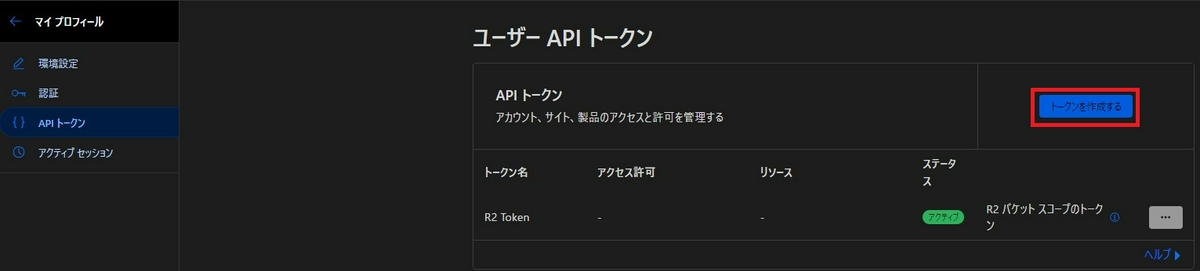 マイ プロフィール
環境設定
認証
API トークン
アクティブ セッション
ユーザー API トークン
API トークン
アカウント、サイト、製品のアクセスと許可を管理する
トークンを作成する
トークン名
アクセス許可
リソース
ステータ
ス
R2 Token
-
-
アクティブ
R2 バケット スコープのトーク
ン
...
ヘルプ